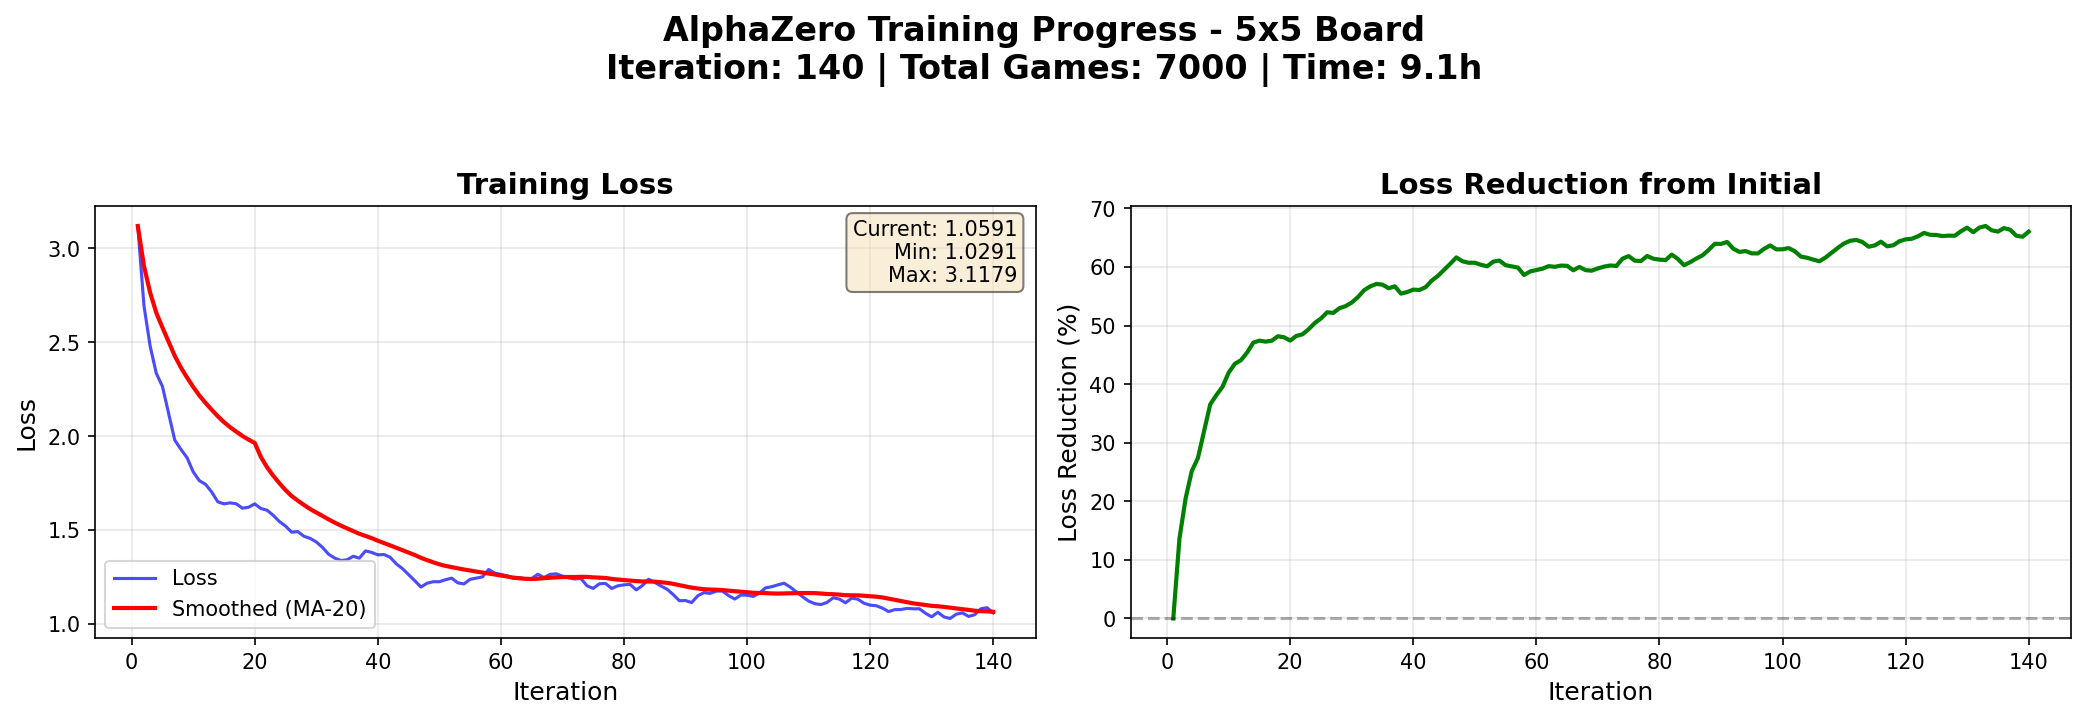 AlphaZero Training Progress - 5x5 Board
Iteration: 140 | Total Games: 7000 | Time: 9.1h
Training Loss
Current: 1.0591
Min: 1.0291
Max: 3.1179
3.0
2.5
2.0
1.5
1.0
Loss
Loss
Smoothed (MA-20)
0 20 40 60 80 100 120 140
Iteration
Loss Reduction from Initial
70
60
50
40
30
20
10
0
Loss Reduction (%)
0 20 40 60 80 100 120 140
Iteration